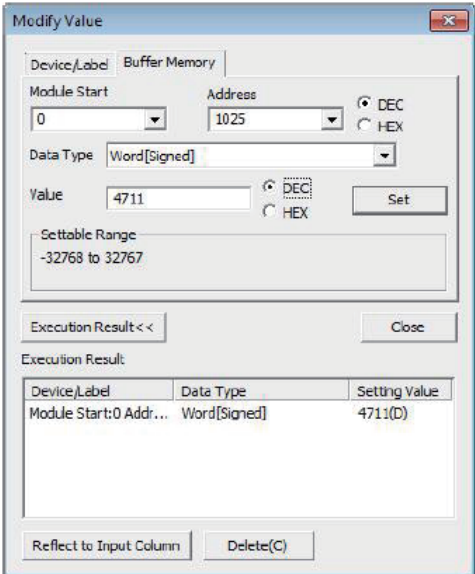 Modify Value
Device/Label Buffer Memory
Module Start Address
0 1025 DEC
HEX
Data Type Word[Signed]
Value 4711 DEC Set
HEX
Settable Range
-32768 to 32767
Execution Result<< Close
Execution Result
Device/Label Data Type Setting Value
Module Start:0 Addr... Word[Signed] 4711(D)
Reflect to Input Column Delete(C)